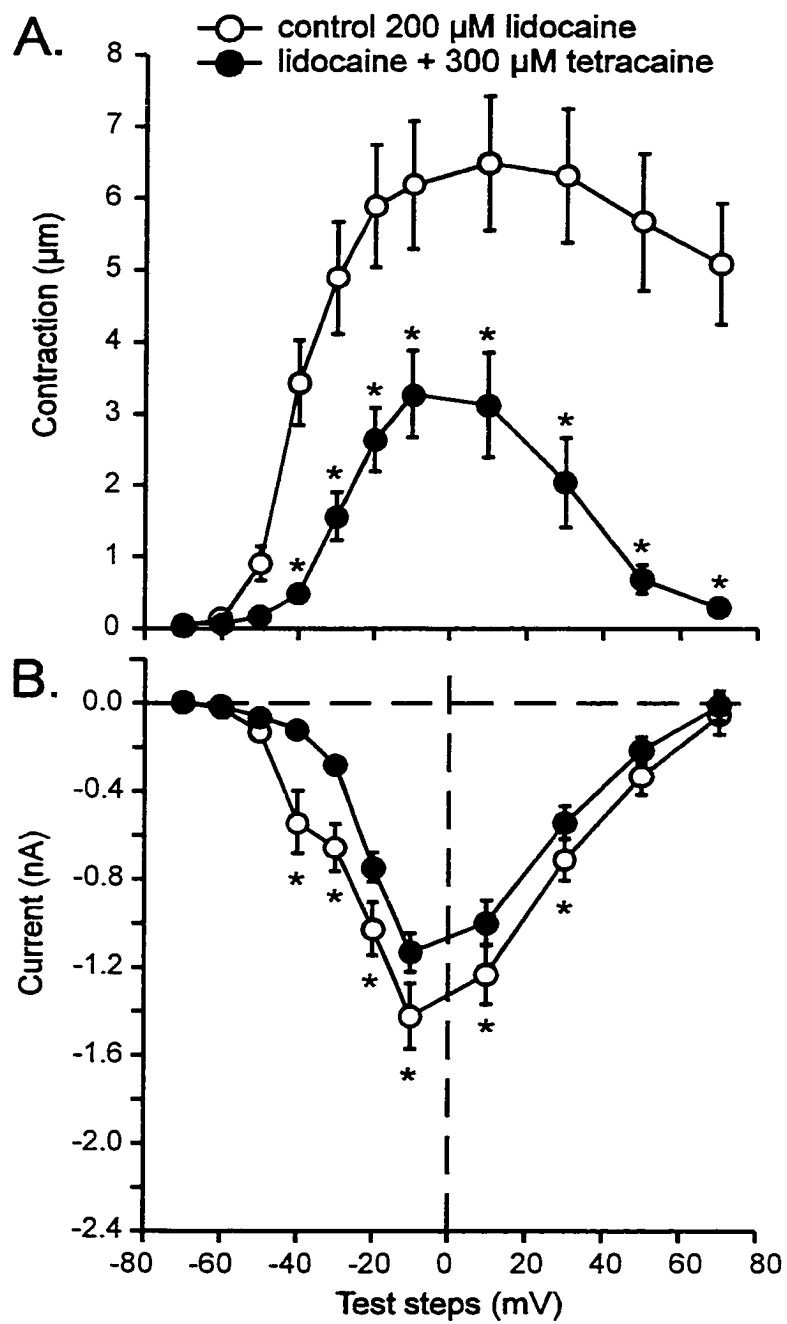 A.
control 200 µM lidocaine
lidocaine + 300 µM tetracaine
8
7
6
5
4
3
2
1
0
Contraction (µm)
* * * * * * * *
B.
0.0
-0.4
-0.8
-1.2
-1.6
-2.0
-2.4
Current (nA)
* * * * * *
-80 -60 -40 -20 0 20 40 60 80
Test steps (mV)